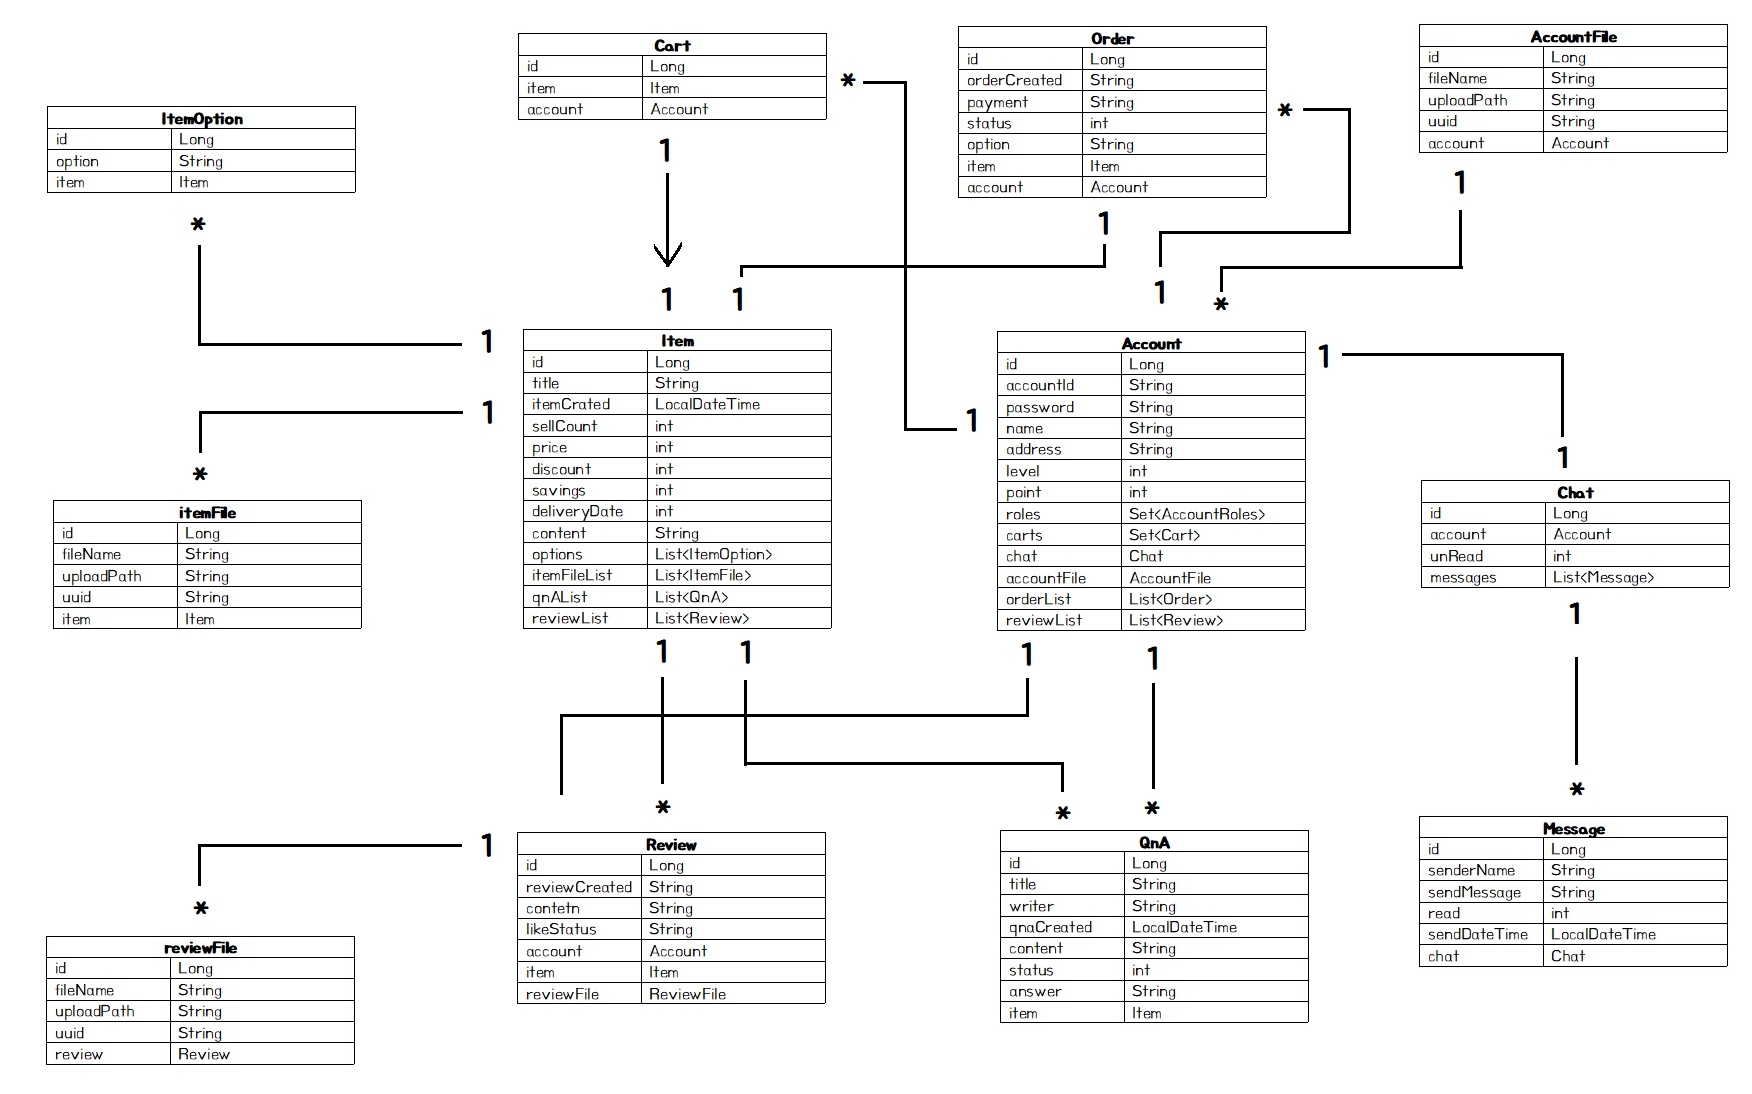 Cart
id Long
item Item
account Account
*
1
1
Order
id Long
orderCreated String
payment String
status int
option String
item Item
account Account
*
1
1
1
AccountFile
id Long
fileName String
uploadPath String
uuid String
account Account
1
*
ItemOption
id Long
option String
item Item
*
1
1
*
Item
id Long
title String
itemCrated LocalDateTime
sellCount int
price int
discount int
savings int
deliveryDate int
content String
options List<ItemOption>
itemFileList List<ItemFile>
qnAList List<QnA>
reviewList List<Review>
1
1
1
Account
id Long
accountId String
password String
name String
address String
level int
point int
roles Set<AccountRoles>
carts Set<Cart>
chat Chat
accountFile AccountFile
orderList List<Order>
reviewList List<Review>
1
1
1
1
Chat
id Long
account Account
unRead int
messages List<Message>
1
*
itemFile
id Long
fileName String
uploadPath String
uuid String
item Item
1
*
reviewFile
id Long
fileName String
uploadPath String
uuid String
review Review
*
Review
id Long
reviewCreated String
contetn String
likeStatus String
account Account
item Item
reviewFile ReviewFile
*
*
QnA
id Long
title String
writer String
qnaCreated LocalDateTime
content String
status int
answer String
item Item
Message
id Long
senderName String
sendMessage String
read int
sendDateTime LocalDateTime
chat Chat